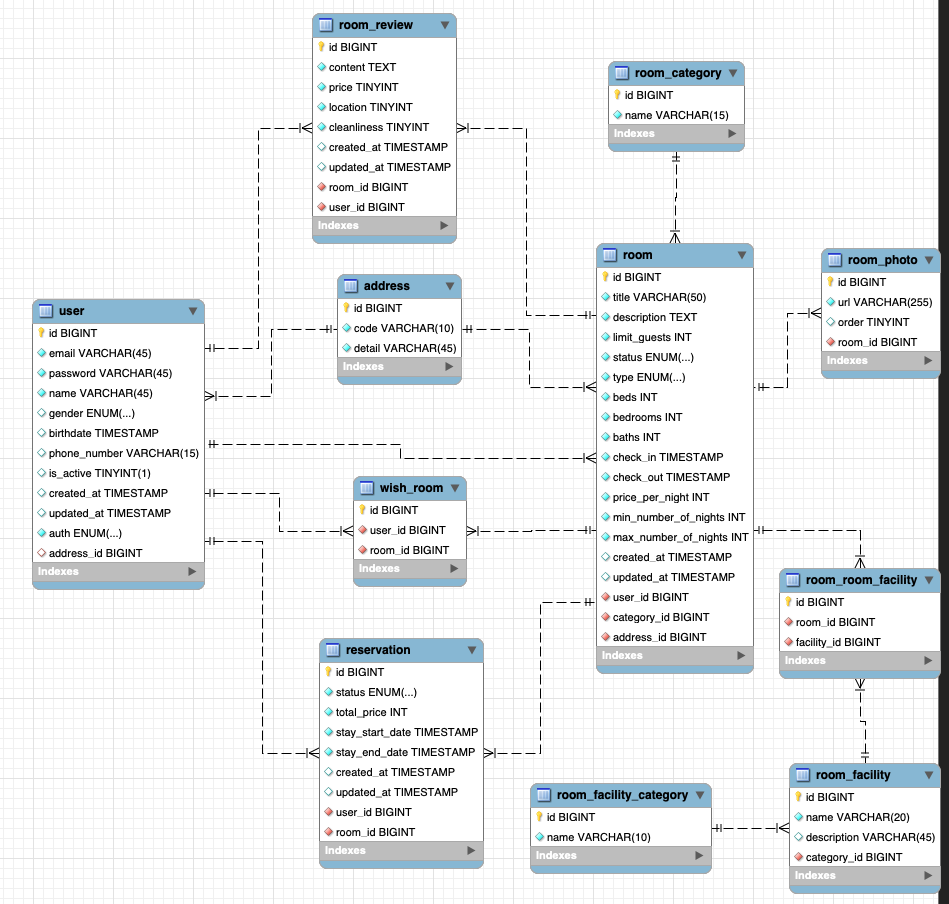 room_review
id BIGINT
content TEXT
price TINYINT
location TINYINT
cleanliness TINYINT
created_at TIMESTAMP
updated_at TIMESTAMP
room_id BIGINT
user_id BIGINT
Indexes
room_category
id BIGINT
name VARCHAR(15)
Indexes
user
id BIGINT
email VARCHAR(45)
password VARCHAR(45)
name VARCHAR(45)
gender ENUM(...)
birthdate TIMESTAMP
phone_number VARCHAR(15)
is_active TINYINT(1)
created_at TIMESTAMP
updated_at TIMESTAMP
auth ENUM(...)
address_id BIGINT
Indexes
address
id BIGINT
code VARCHAR(10)
detail VARCHAR(45)
Indexes
room
id BIGINT
title VARCHAR(50)
description TEXT
limit_guests INT
status ENUM(...)
type ENUM(...)
beds INT
bedrooms INT
baths INT
check_in TIMESTAMP
check_out TIMESTAMP
price_per_night INT
min_number_of_nights INT
max_number_of_nights INT
created_at TIMESTAMP
updated_at TIMESTAMP
user_id BIGINT
category_id BIGINT
address_id BIGINT
Indexes
room_photo
id BIGINT
url VARCHAR(255)
order TINYINT
room_id BIGINT
Indexes
wish_room
id BIGINT
user_id BIGINT
room_id BIGINT
Indexes
room_room_facility
id BIGINT
room_id BIGINT
facility_id BIGINT
Indexes
reservation
id BIGINT
status ENUM(...)
total_price INT
stay_start_date TIMESTAMP
stay_end_date TIMESTAMP
created_at TIMESTAMP
updated_at TIMESTAMP
user_id BIGINT
room_id BIGINT
Indexes
room_facility_category
id BIGINT
name VARCHAR(10)
Indexes
room_facility
id BIGINT
name VARCHAR(20)
description VARCHAR(45)
category_id BIGINT
Indexes